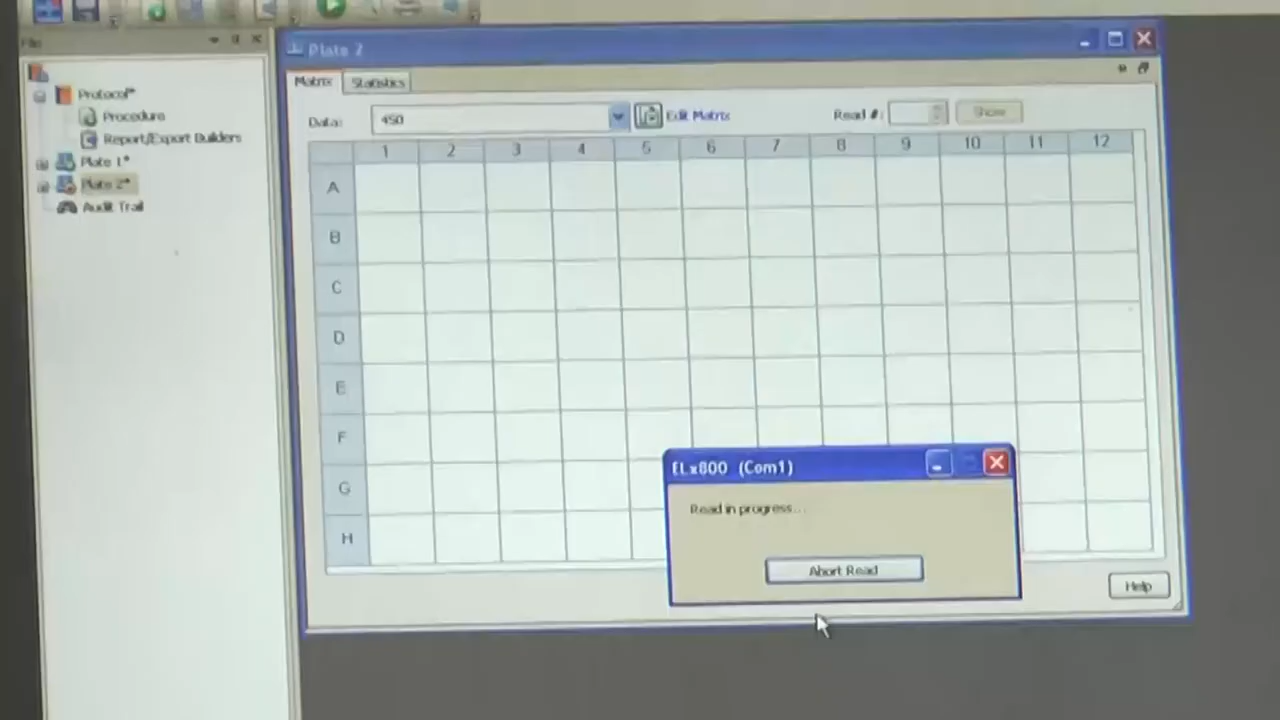 File
Protocol*
Procedure
Report/Export Builders
Plate 1*
Plate 2*
Audit Trail
Plate 2
Matrix Statistics
Data: 450 Edit Matrix Read #: Show
1 2 3 4 5 6 7 8 9 10 11 12
A
B
C
D
E
F
G
H
ELx800 (Com1)
Read in progress...
Abort Read
Help